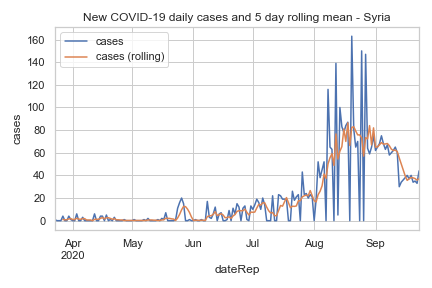 New COVID-19 daily cases and 5 day rolling mean - Syria
cases
cases (rolling)
160
140
120
100
80
60
40
20
0
cases
Apr
2020
May
Jun
Jul
Aug
Sep
dateRep